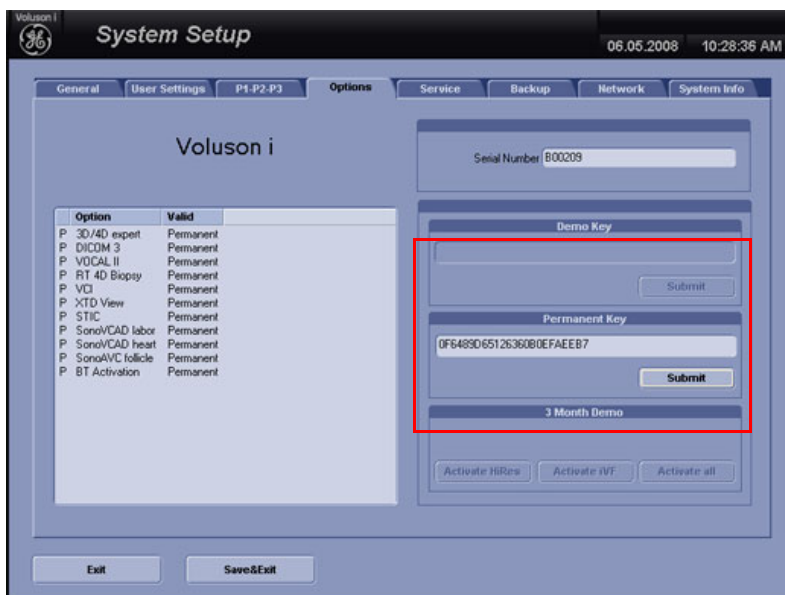 Voluson i
System Setup
06.05.2008 10:28:36 AM
General User Settings P1-P2-P3 Options Service Backup Network System Info
Voluson i
Serial Number B00209
Option Valid
P 3D/4D expert Permanent
P DICOM 3 Permanent
P VOCAL II Permanent
P RT 4D Biopsy Permanent
P VCI Permanent
P XTD View Permanent
P STIC Permanent
P SonoVCAD labor Permanent
P SonoVCAD heart Permanent
P SonoAVC follicle Permanent
P BT Activation Permanent
Demo Key
Submit
Permanent Key
0F6489D65126360B0EFAEEB7
Submit
3 Month Demo
Activate HiRes Activate iVF Activate all
Exit Save&Exit